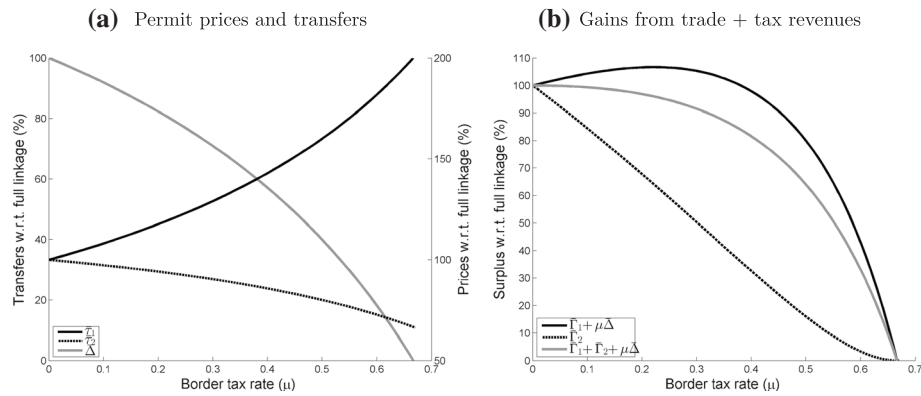 (a) Permit prices and transfers
100
80
60
40
20
0
Transfers w.r.t. full linkage (%)
200
150
100
50
Prices w.r.t. full linkage (%)
τ̄₁
τ̄₂
Δ̄
0 0.1 0.2 0.3 0.4 0.5 0.6 0.7
Border tax rate (μ)
(b) Gains from trade + tax revenues
110
100
90
80
70
60
50
40
30
20
10
0
Surplus w.r.t. full linkage (%)
Γ̄₁+ μΔ̄
Γ̄₂
Γ̄₁+ Γ̄₂+ μΔ̄
0 0.1 0.2 0.3 0.4 0.5 0.6 0.7
Border tax rate (μ)